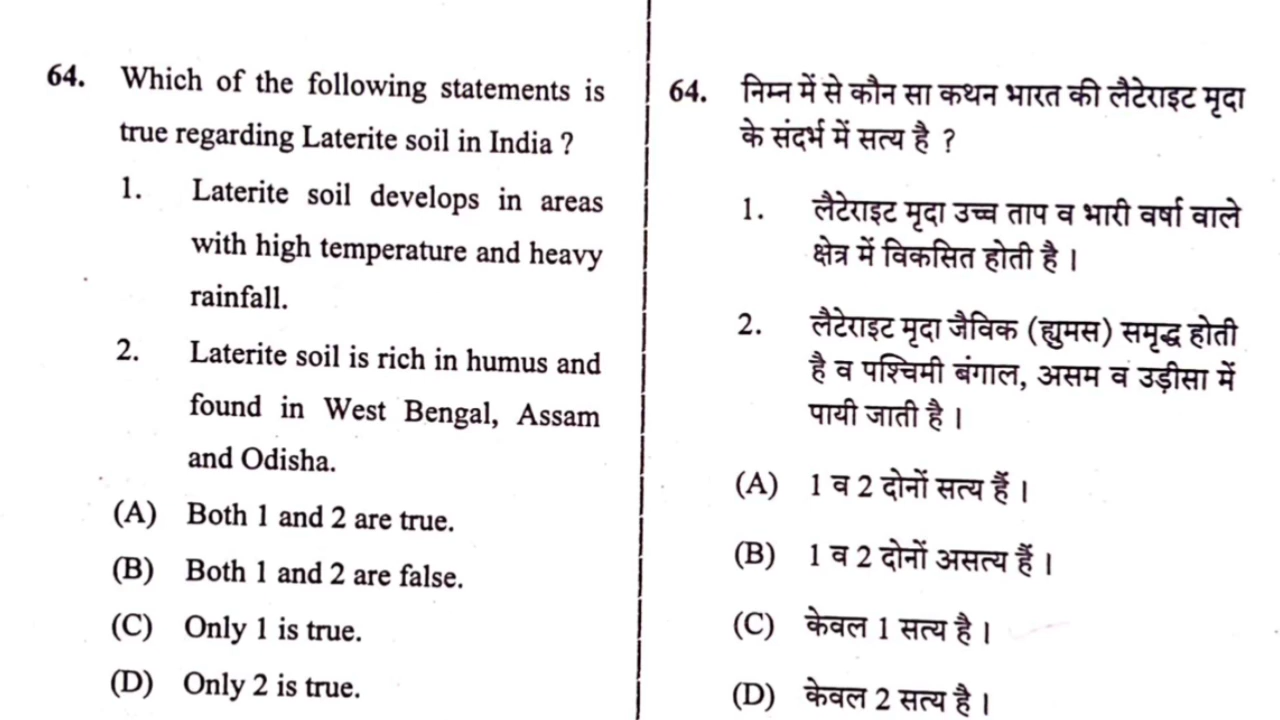 64. Which of the following statements is
true regarding Laterite soil in India ?
1. Laterite soil develops in areas
with high temperature and heavy
rainfall.
2. Laterite soil is rich in humus and
found in West Bengal, Assam
and Odisha.
(A) Both 1 and 2 are true.
(B) Both 1 and 2 are false.
(C) Only 1 is true.
(D) Only 2 is true.
64. निम्न में से कौन सा कथन भारत की लैटेराइट मृदा
के संदर्भ में सत्य है ?
1. लैटेराइट मृदा उच्च ताप व भारी वर्षा वाले
क्षेत्र में विकसित होती है ।
2. लैटेराइट मृदा जैविक (ह्युमस) समृद्ध होती
है व पश्चिमी बंगाल, असम व उड़ीसा में
पायी जाती है ।
(A) 1 व 2 दोनों सत्य हैं ।
(B) 1 व 2 दोनों असत्य हैं ।
(C) केवल 1 सत्य है ।
(D) केवल 2 सत्य है ।